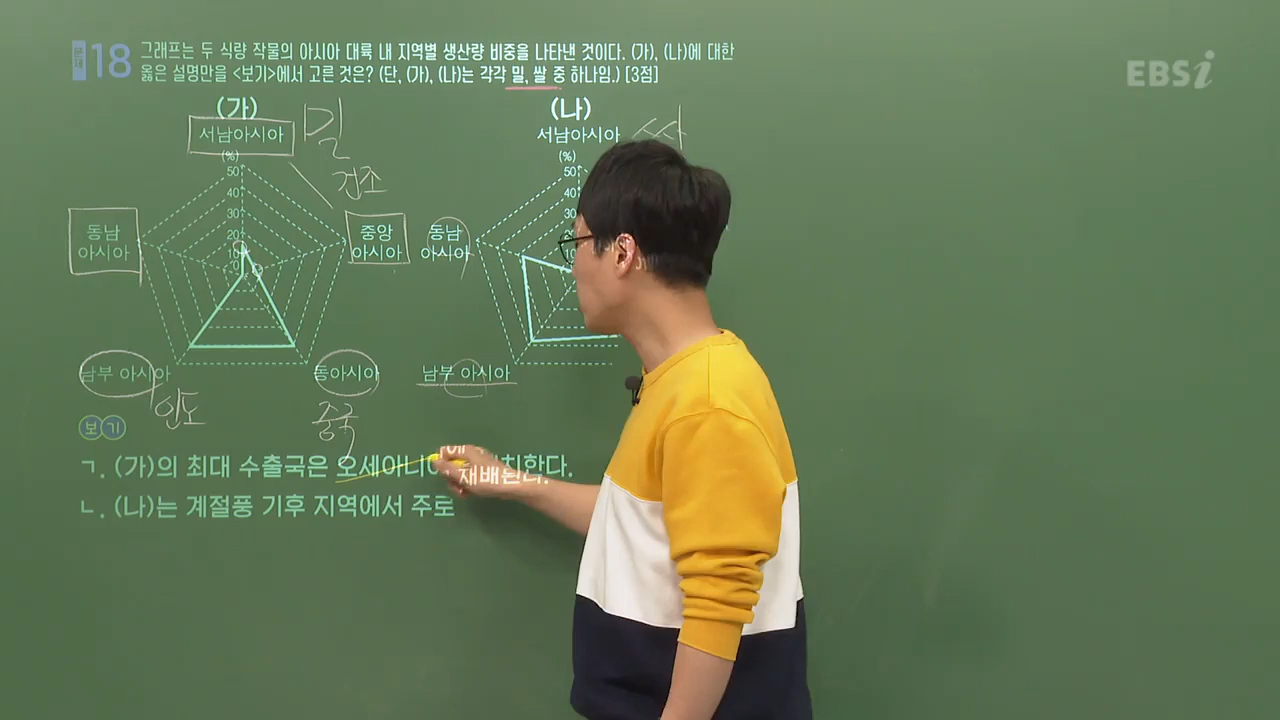 문제 18 그래프는 두 식량 작물의 아시아 대륙 내 지역별 생산량 비중을 나타낸 것이다. (가), (나)에 대한
옳은 설명만을 <보기>에서 고른 것은? (단, (가), (나)는 각각 밀, 쌀 중 하나임.) [3점]
EBSi
(가)
서남아시아
밀
건조
(%)
50
40
30
20
10
0
동남
아시아
중앙
아시아
남부 아시아
인도
동아시아
중국
(나)
서남아시아
(%)
50
40
30
20
10
동남
아시아
남부 아시아
보기
ㄱ. (가)의 최대 수출국은 오세아니아에 위치한다.
ㄴ. (나)는 계절풍 기후 지역에서 주로 재배된다.